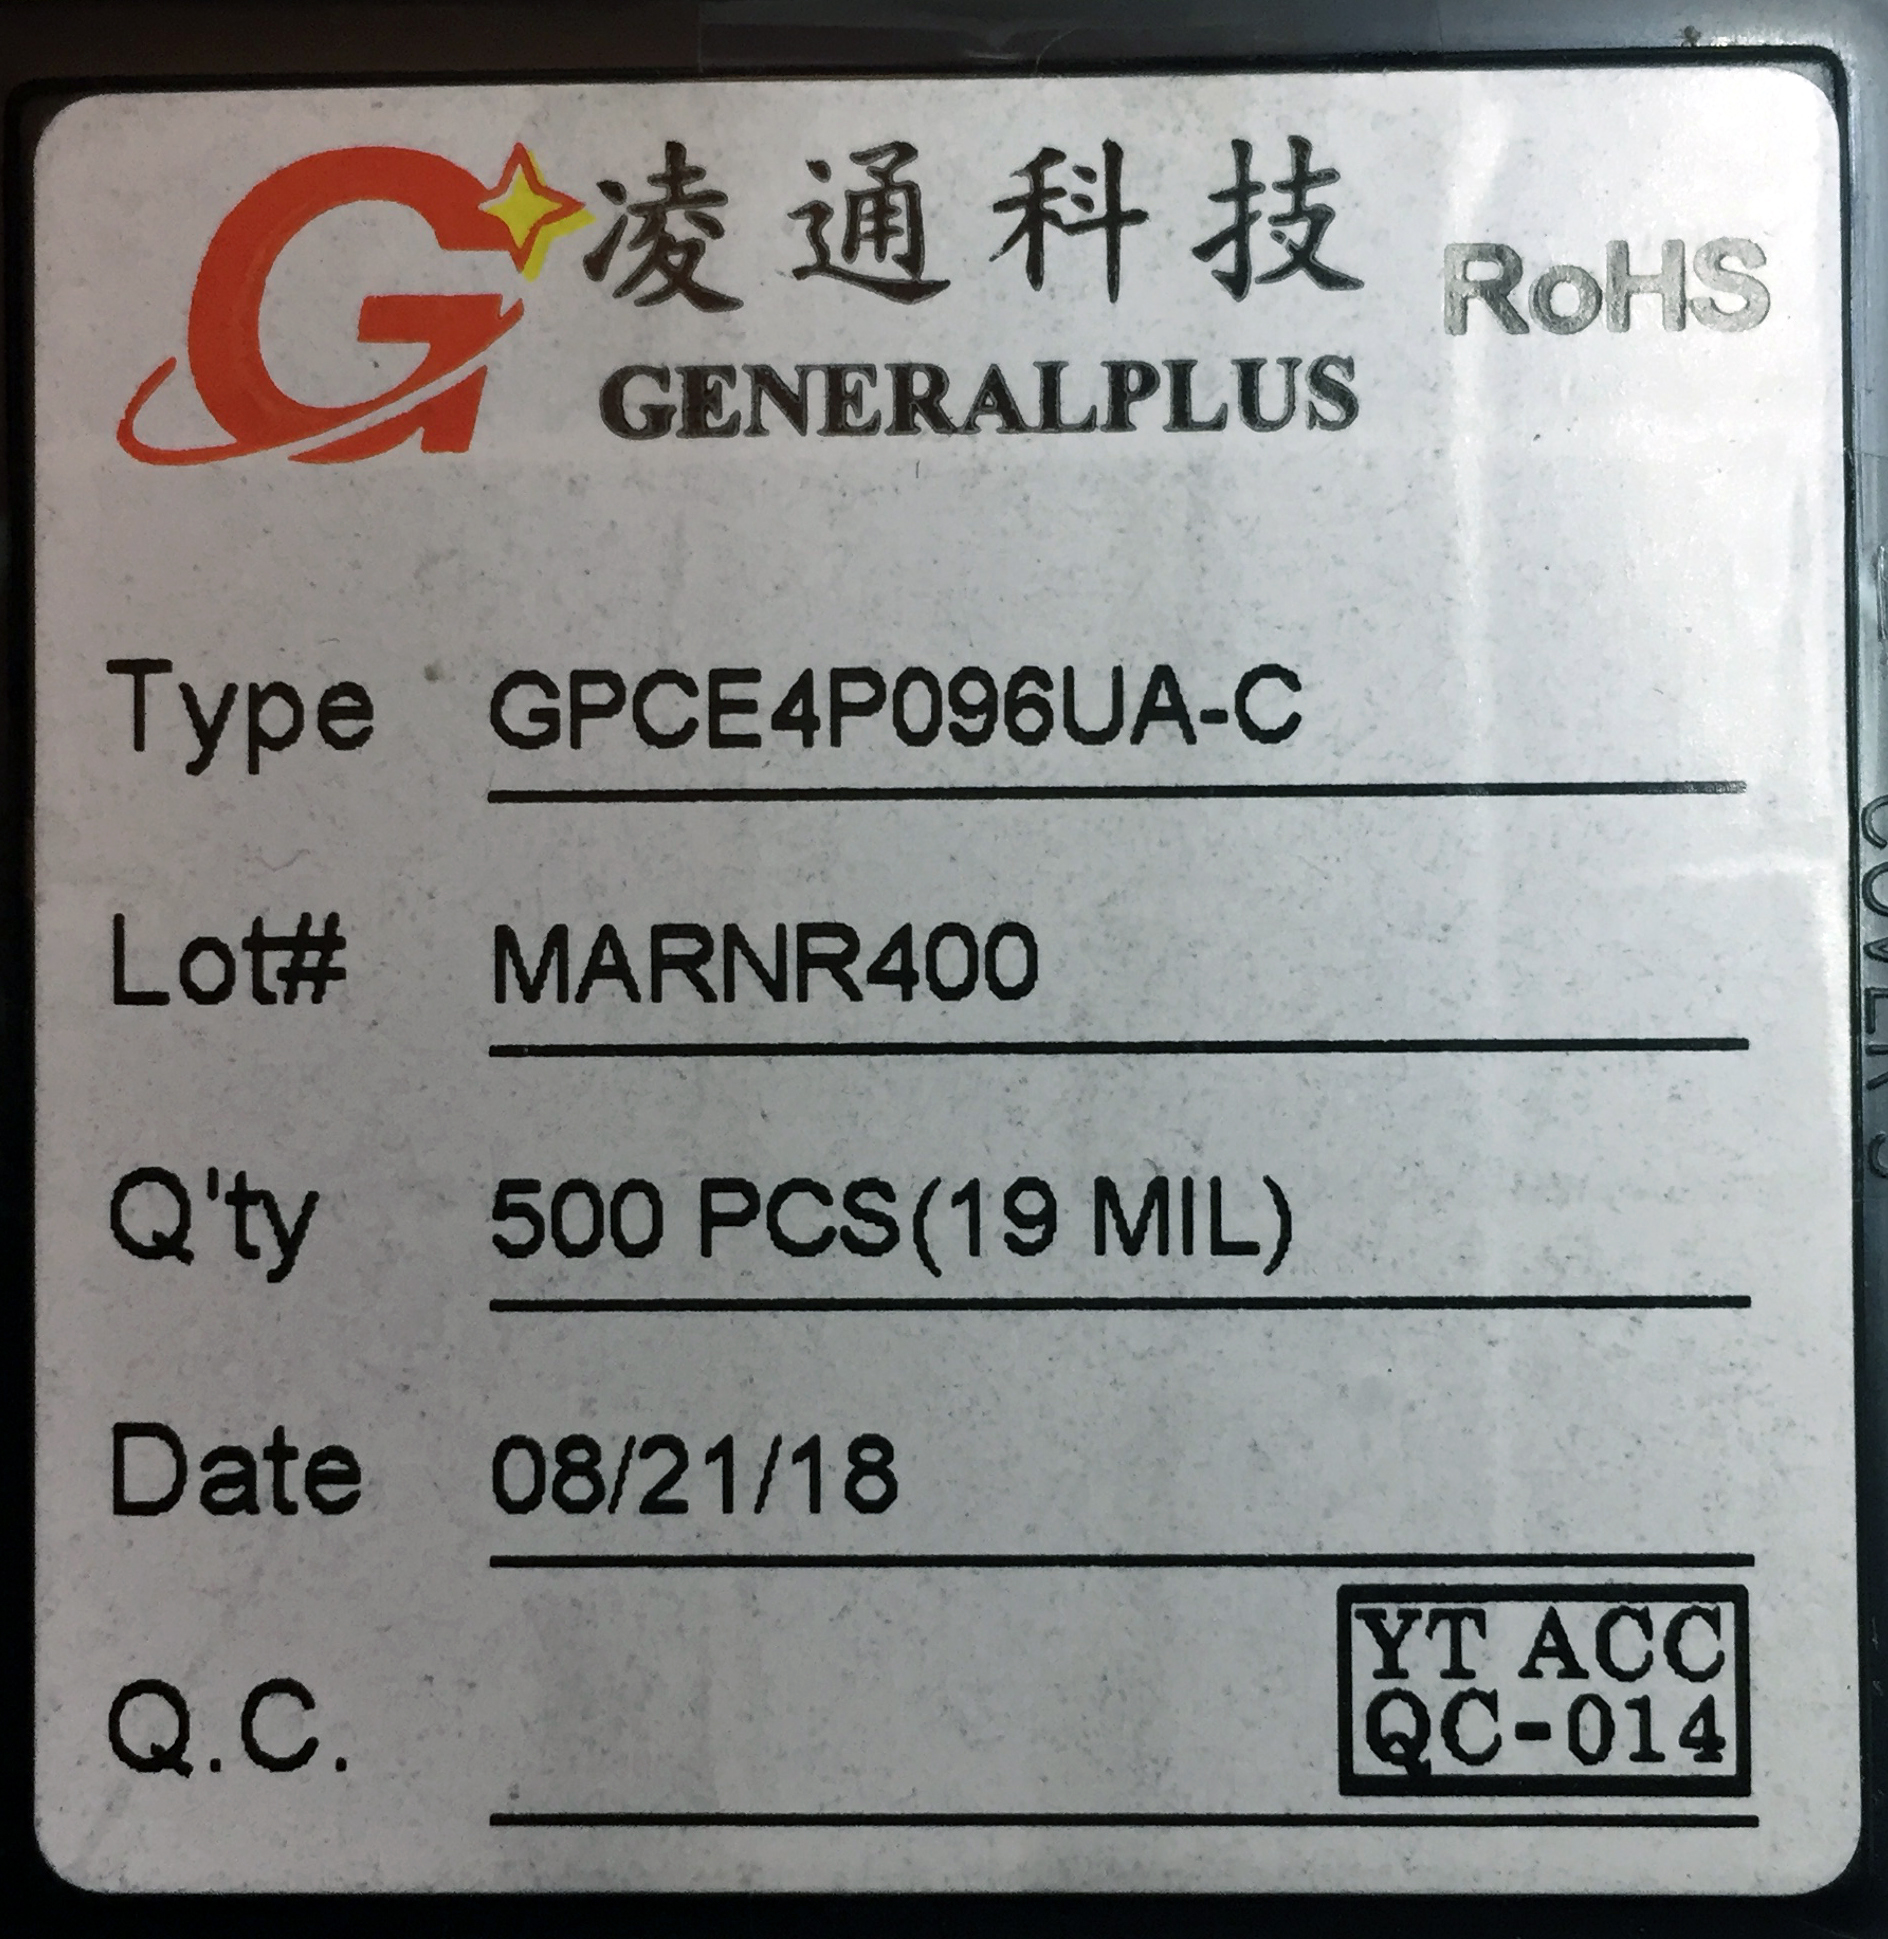 凌通科技
RoHS
GENERALPLUS
Type GPCE4P096UA-C
Lot# MARNR400
Q'ty 500 PCS(19 MIL)
Date 08/21/18
YT ACC
Q.C. QC-014